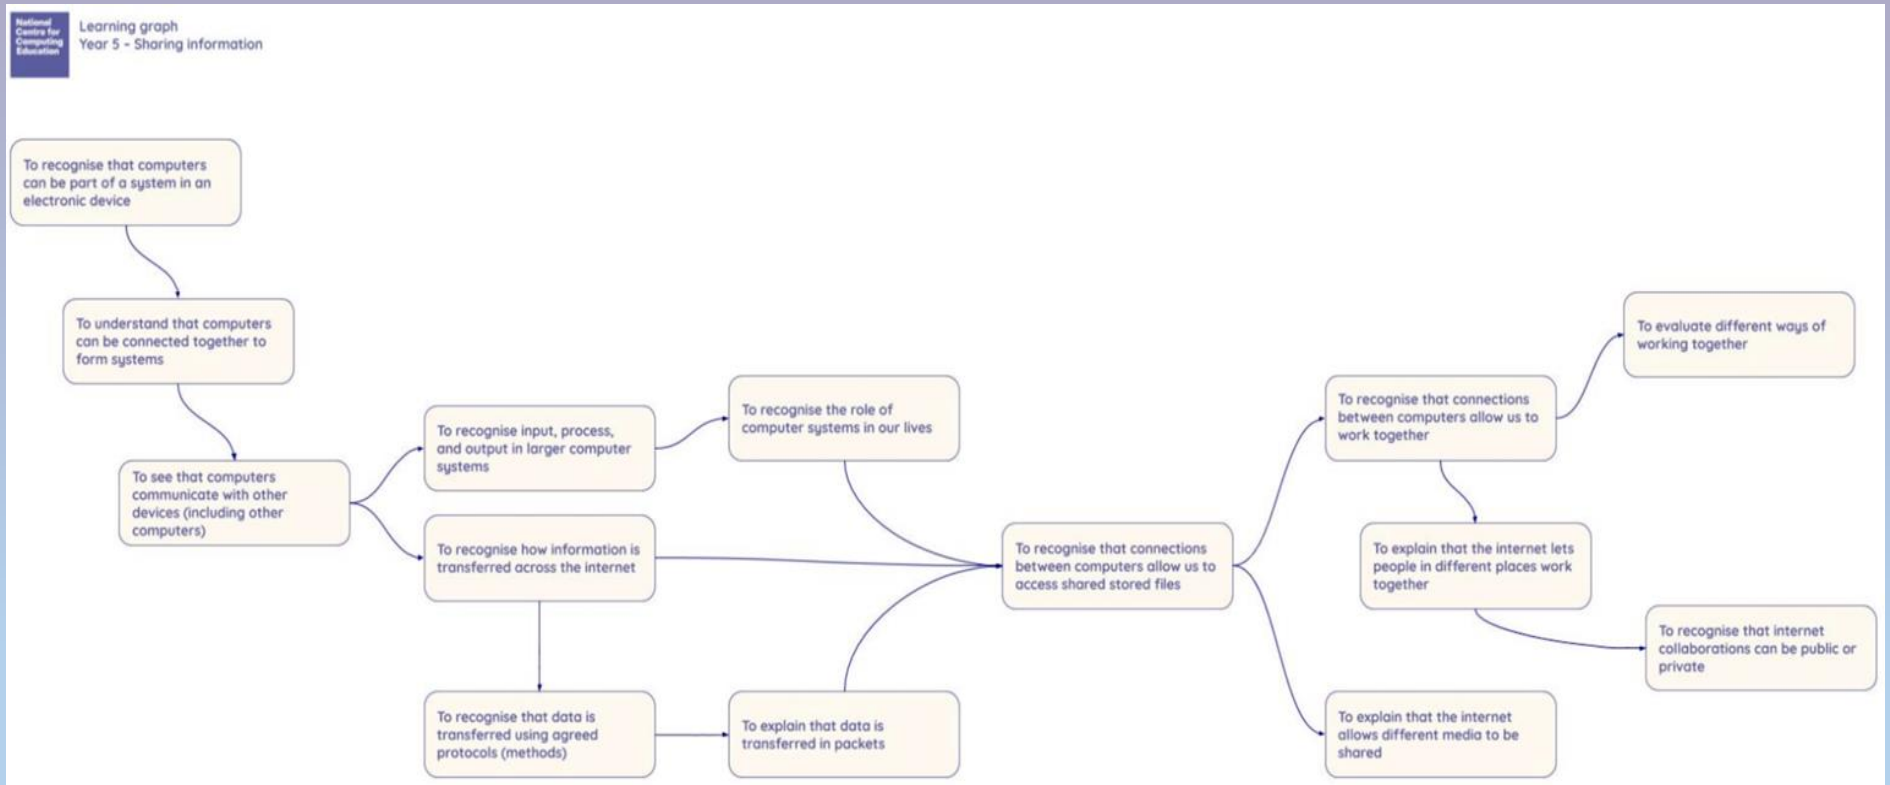 National
Centre for
Computing
Education
Learning graph
Year 5 - Sharing information
To recognise that computers
can be part of a system in an
electronic device
To understand that computers
can be connected together to
form systems
To see that computers
communicate with other
devices (including other
computers)
To recognise input, process,
and output in larger computer
systems
To recognise the role of
computer systems in our lives
To recognise how information is
transferred across the internet
To recognise that data is
transferred using agreed
protocols (methods)
To explain that data is
transferred in packets
To recognise that connections
between computers allow us to
access shared stored files
To recognise that connections
between computers allow us to
work together
To evaluate different ways of
working together
To explain that the internet lets
people in different places work
together
To recognise that internet
collaborations can be public or
private
To explain that the internet
allows different media to be
shared